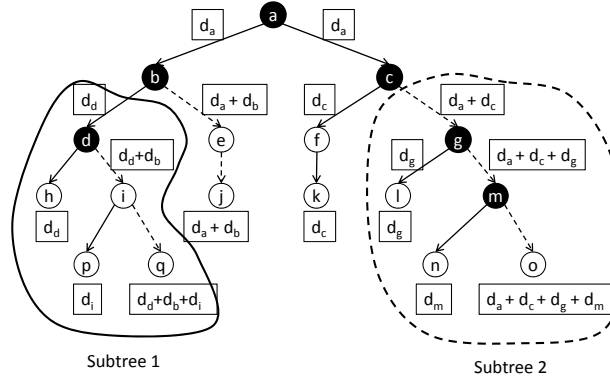 a
d_a d_a
b c
d_d d_a + d_b d_c d_a + d_c
d e f g
d_d+d_b d_g d_a + d_c + d_g
h i j k l m
d_d d_a + d_b d_c d_g
p q n o
d_i d_d+d_b+d_i d_m d_a + d_c + d_g + d_m
Subtree 1 Subtree 2